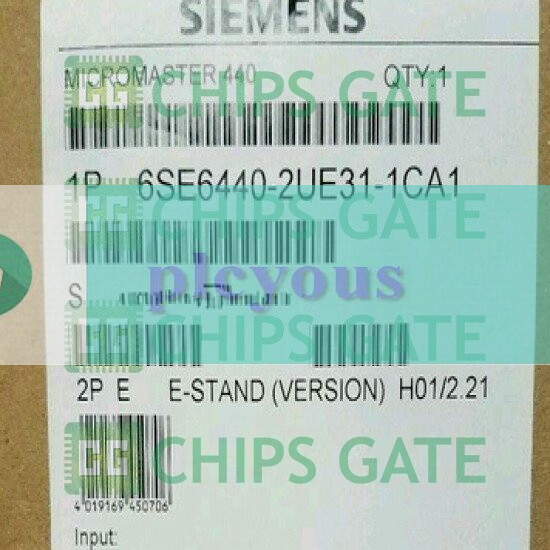 SIEMENS
MICROMASTER 440 QTY:1
CHIPS GATE
1P 6SE6440-2UE31-1CA1
CHIPS GATE
plcyous
S
CHIPS GATE
2P E E-STAND (VERSION) H01/2.21
CHIPS GATE
4 019169 450706
Input: